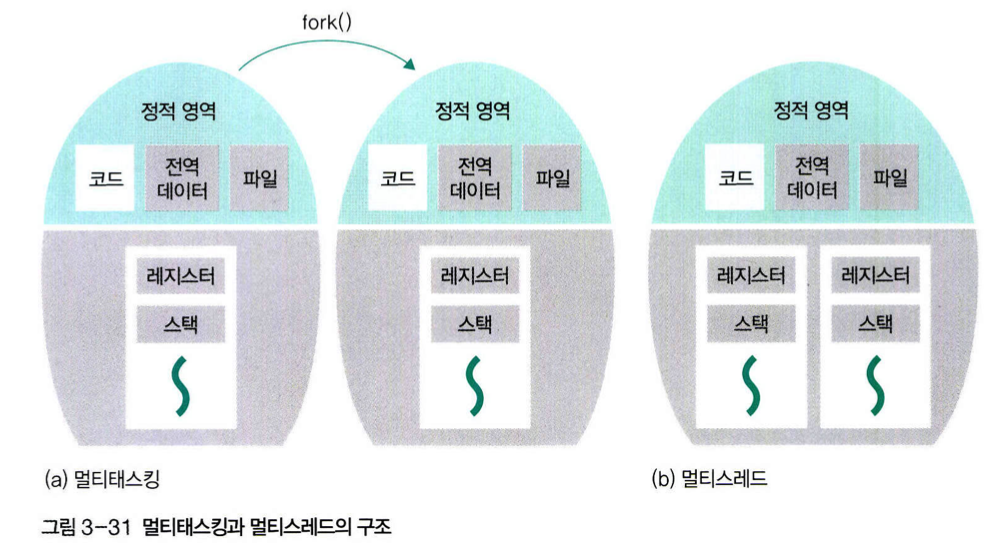 fork()
정적 영역
코드
전역
데이터
파일
레지스터
스택
정적 영역
코드
전역
데이터
파일
레지스터
스택
정적 영역
코드
전역
데이터
파일
레지스터
레지스터
스택
스택
(a) 멀티태스킹
(b) 멀티스레드
그림 3-31 멀티태스킹과 멀티스레드의 구조